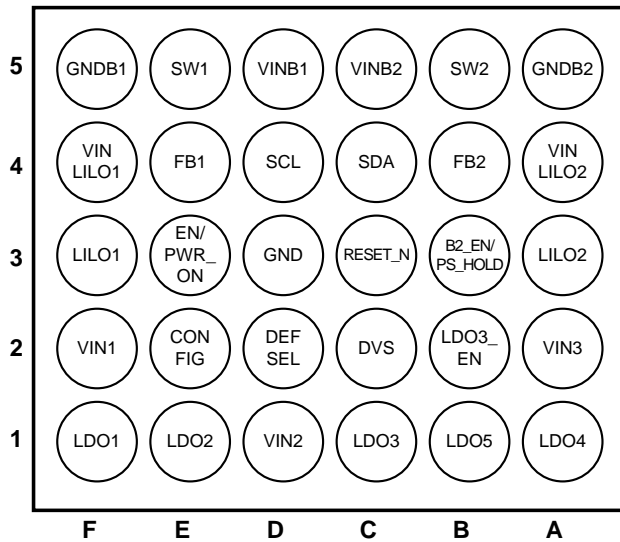 5 GNDB1 SW1 VINB1 VINB2 SW2 GNDB2
4 VIN LILO1 FB1 SCL SDA FB2 VIN LILO2
3 LILO1 EN/ PWR_ ON GND RESET_N B2_EN/ PS_HOLD LILO2
2 VIN1 CON FIG DEF SEL DVS LDO3_ EN VIN3
1 LDO1 LDO2 VIN2 LDO3 LDO5 LDO4
F E D C B A